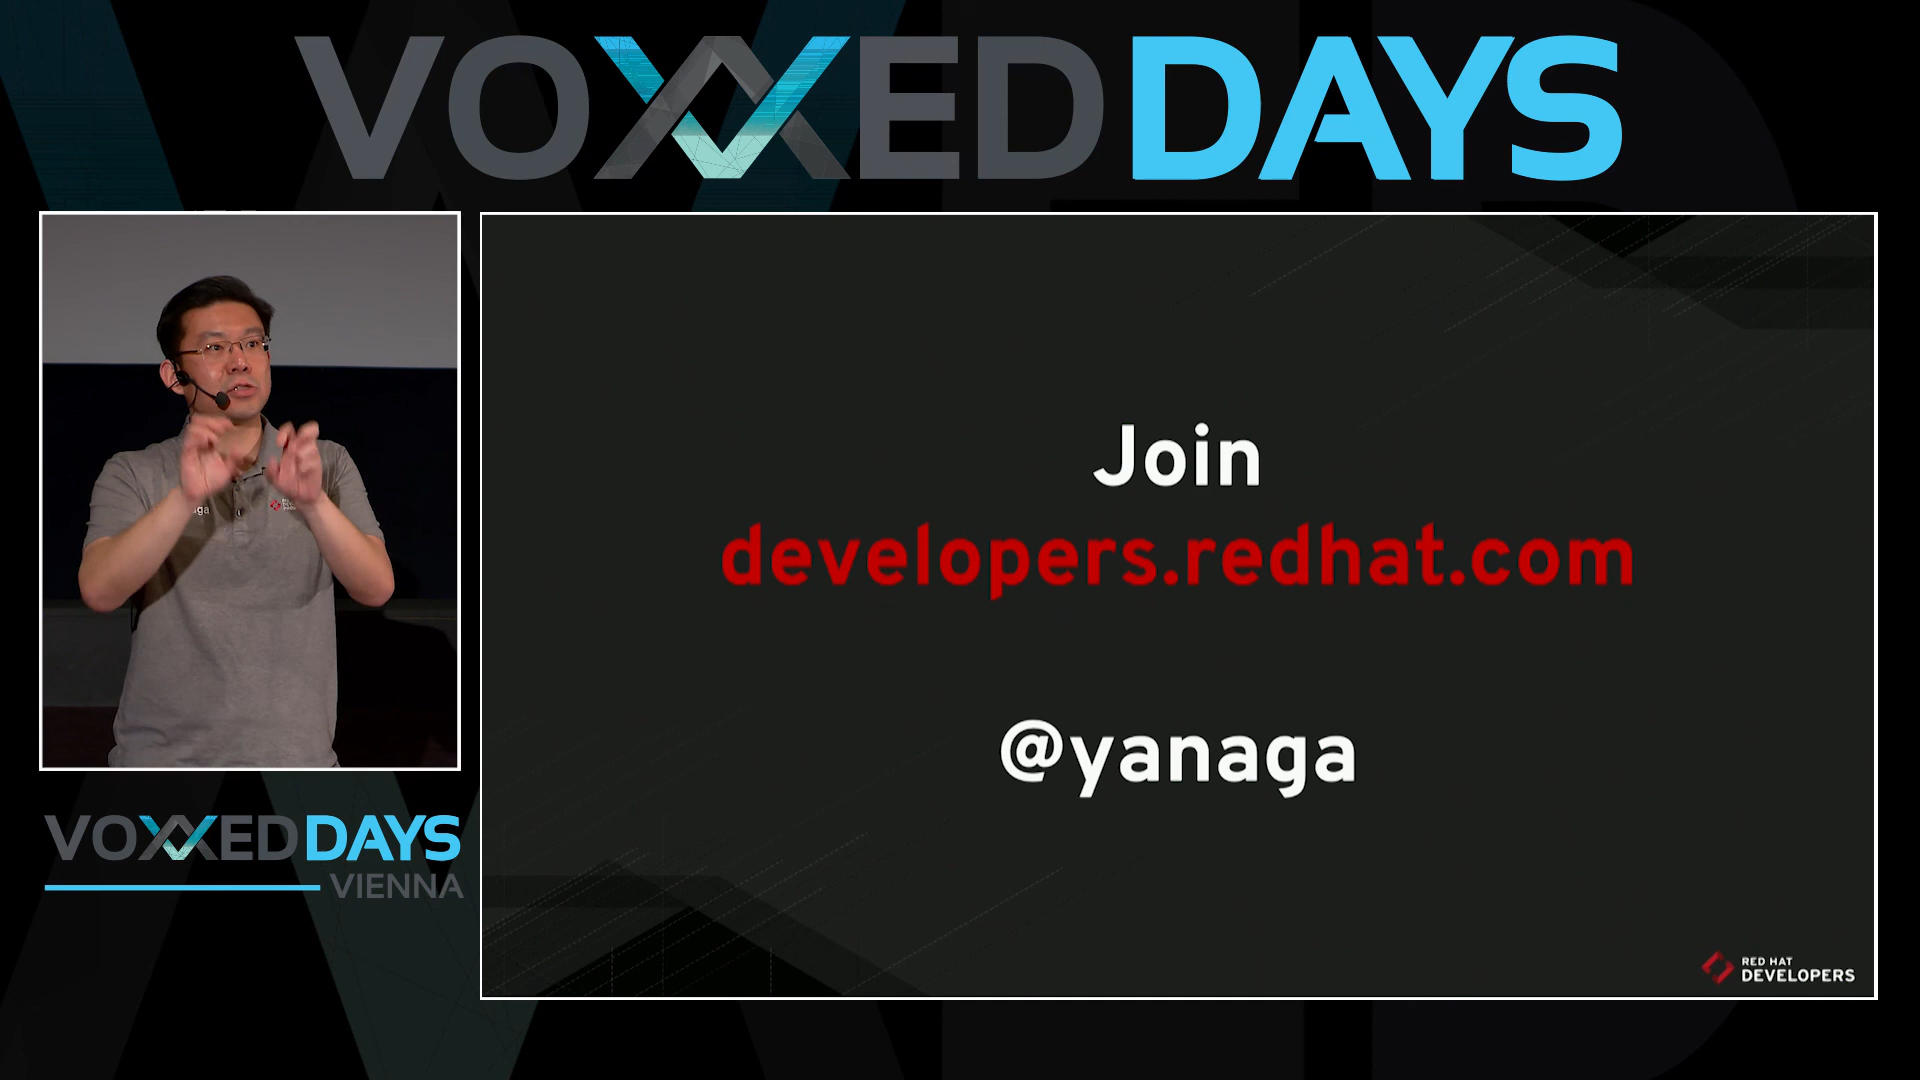 VOXXED DAYS
Join
developers.redhat.com
@yanaga
VOXXED DAYS
VIENNA
RED HAT
DEVELOPERS